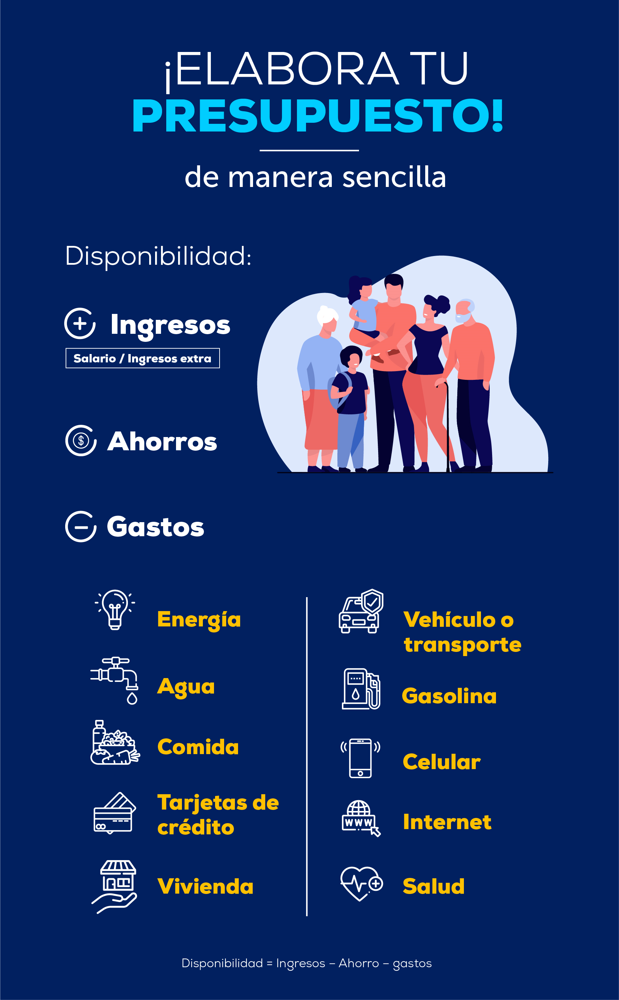 ¡ELABORA TU
PRESUPUESTO!
de manera sencilla
Disponibilidad:
Ingresos
Salario / Ingresos extra
$ Ahorros
Gastos
Energía
Agua
Comida
Tarjetas de
crédito
Vivienda
Vehículo o
transporte
Gasolina
Celular
WWW
Internet
Salud
Disponibilidad = Ingresos – Ahorro – gastos